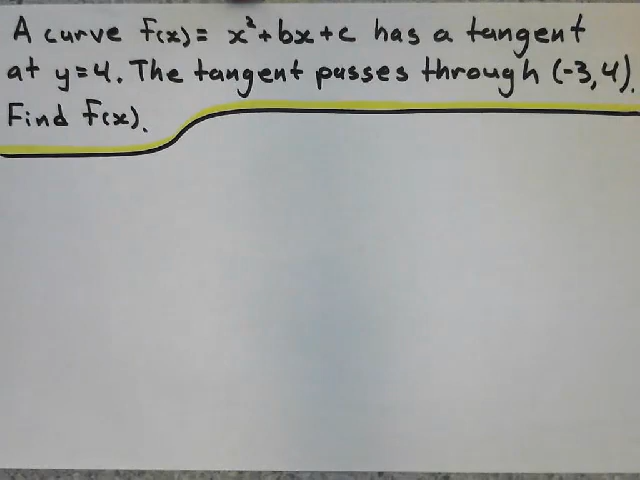 A curve f(x) = x² + bx + c has a tangent
at y=4. The tangent passes through (-3,4).
Find f(x).